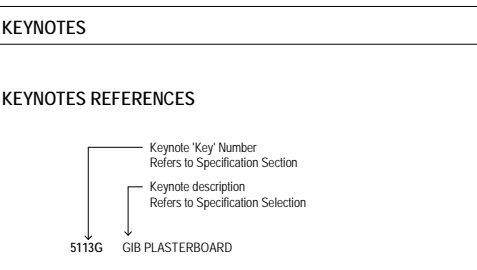 KEYNOTES
KEYNOTES REFERENCES
Keynote 'Key' Number
Refers to Specification Section
Keynote description
Refers to Specification Selection
5113G GIB PLASTERBOARD